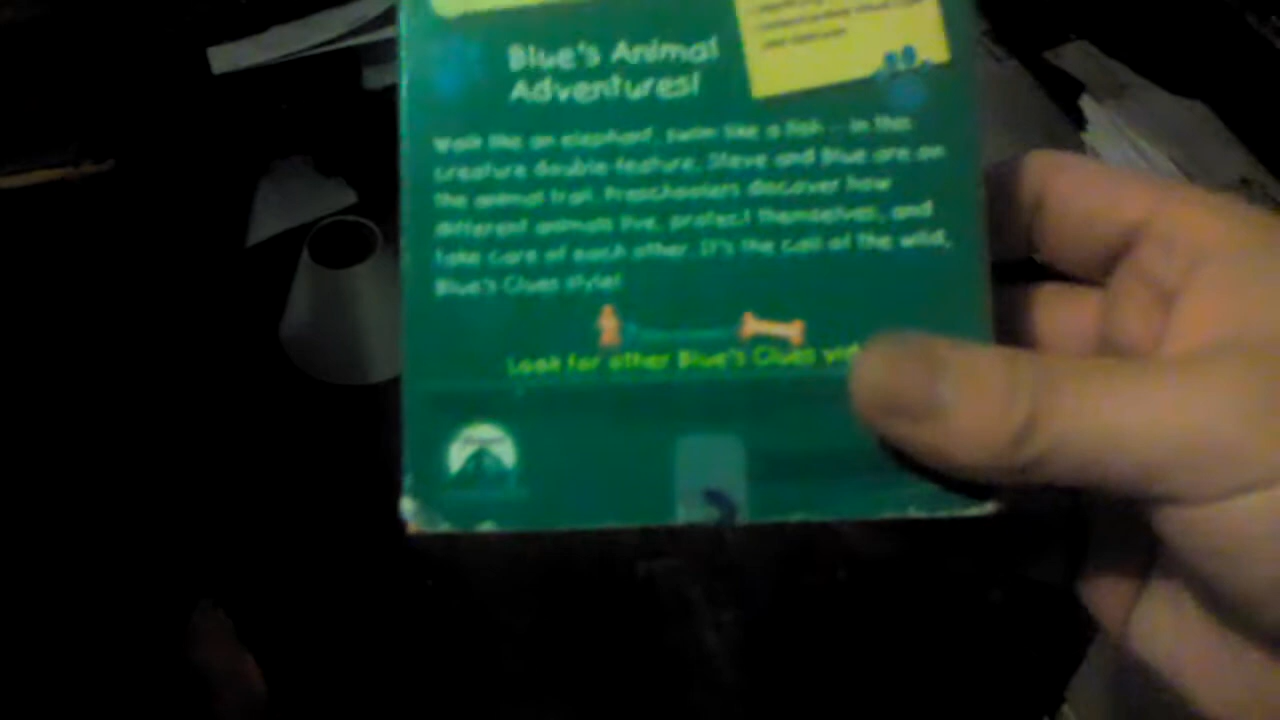 Blue's Animal
Adventures!
Walk like an elephant, swim like a fish -- in this
creature double-feature, Steve and Blue are on
the animal trail. Preschoolers discover how
different animals live, protect themselves, and
take care of each other. It's the call of the wild,
Blue's Clues style!
Look for other Blue's Clues